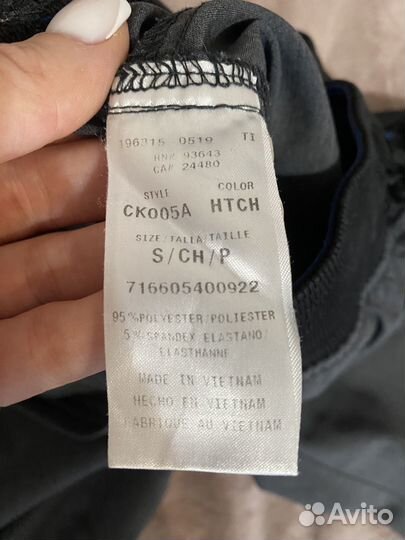 196315 0519 TI
RN# 93643
CA# 24480
STYLE COLOR
CK005A HTCH
SIZE/TALLA/TAILLE
S/CH/P
716605400922
95%POLYESTER/POLIESTER
5%SPANDEX ELASTANO/
ELASTHANNE
MADE IN VIETNAM
HECHO EN VIETNAM
FABRIQUE AU VIETNAM
Avito